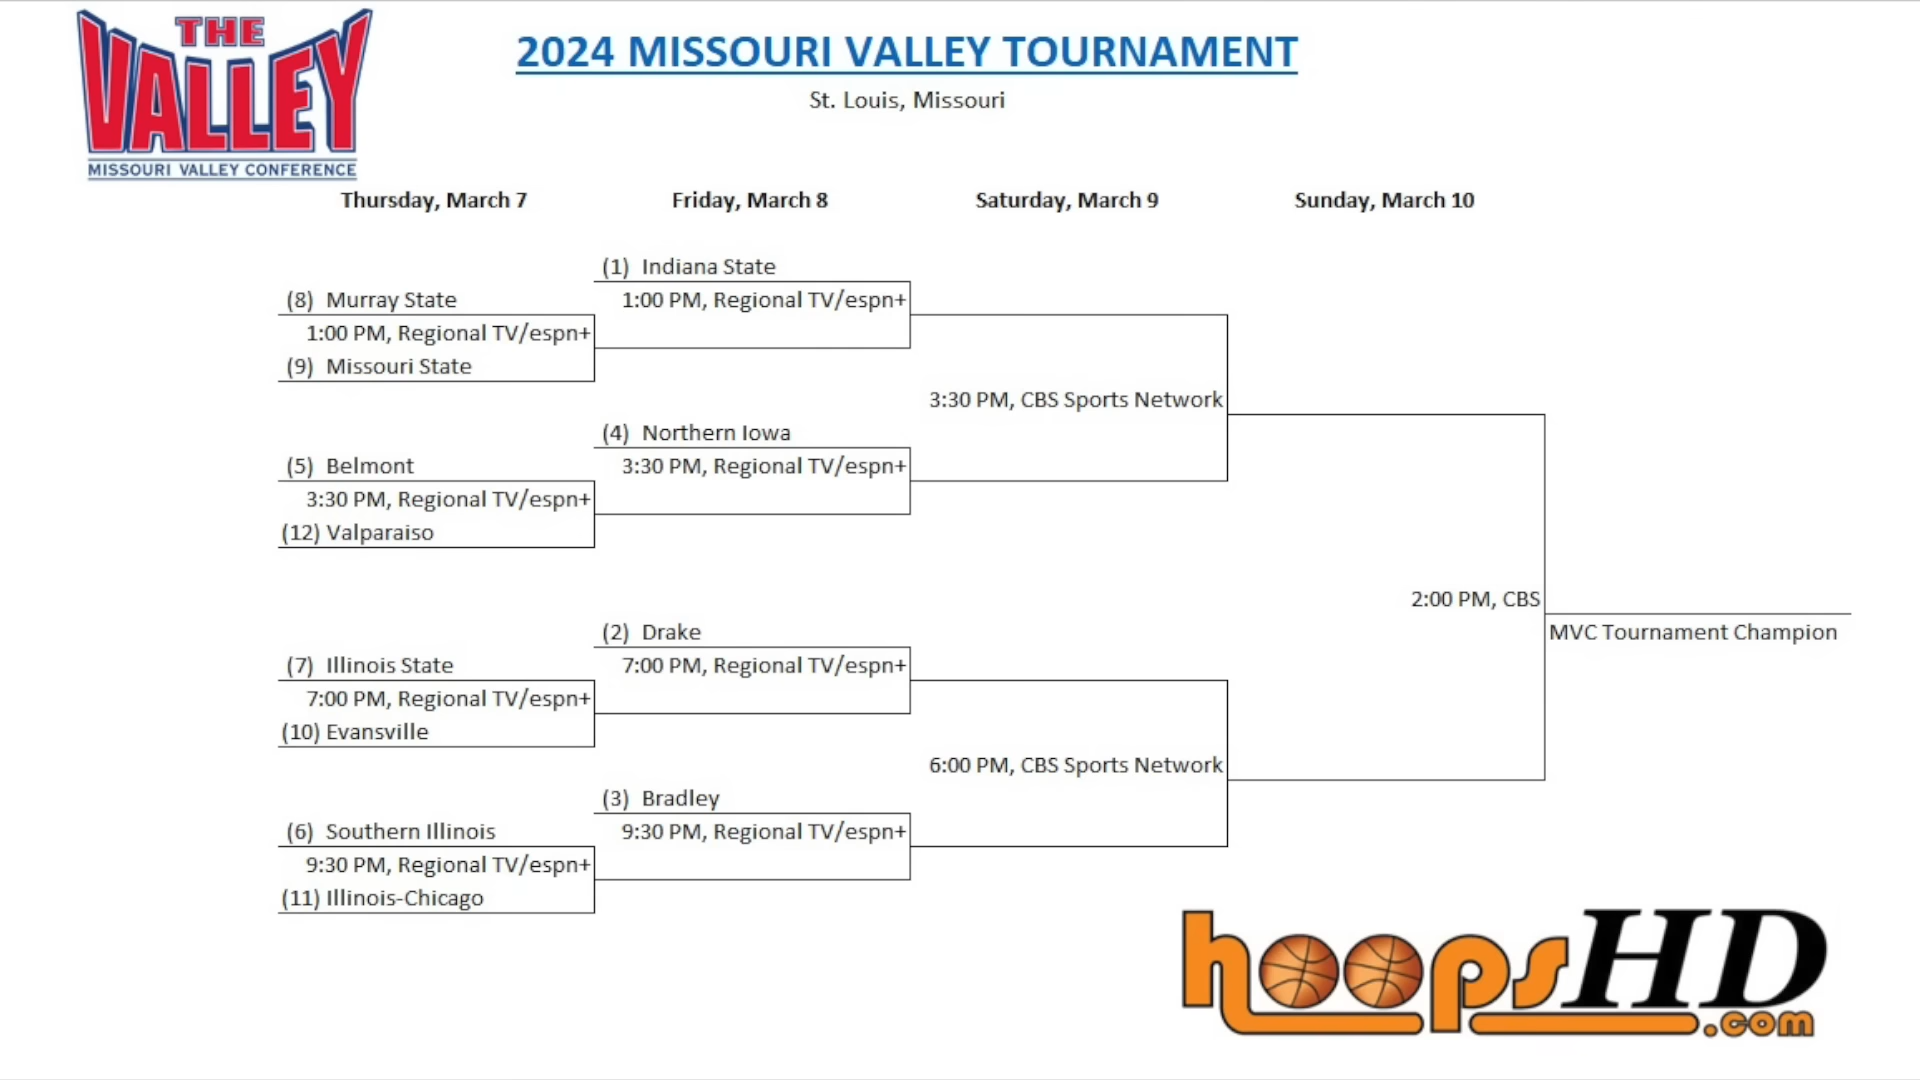 THE
VALLEY
MISSOURI VALLEY CONFERENCE
2024 MISSOURI VALLEY TOURNAMENT
St. Louis, Missouri
Thursday, March 7
Friday, March 8
Saturday, March 9
Sunday, March 10
(8) Murray State
1:00 PM, Regional TV/espn+
(9) Missouri State
(5) Belmont
3:30 PM, Regional TV/espn+
(12) Valparaiso
(7) Illinois State
7:00 PM, Regional TV/espn+
(10) Evansville
(6) Southern Illinois
9:30 PM, Regional TV/espn+
(11) Illinois-Chicago
(1) Indiana State
1:00 PM, Regional TV/espn+
(4) Northern Iowa
3:30 PM, Regional TV/espn+
(2) Drake
7:00 PM, Regional TV/espn+
(3) Bradley
9:30 PM, Regional TV/espn+
3:30 PM, CBS Sports Network
6:00 PM, CBS Sports Network
2:00 PM, CBS
MVC Tournament Champion
hoopsHD
.com